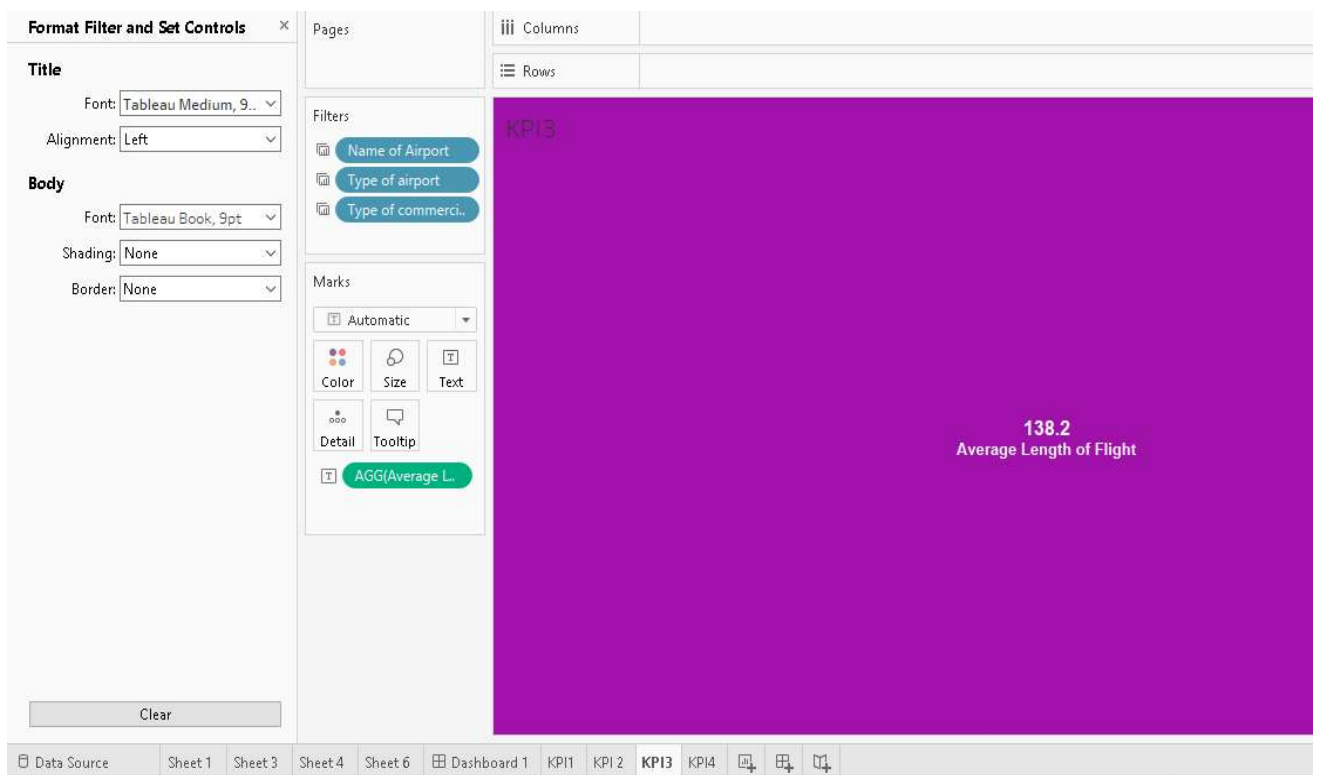 Format Filter and Set Controls ×
Title
Font: Tableau Medium, 9..
Alignment: Left
Body
Font: Tableau Book, 9pt
Shading: None
Border: None
Clear
Pages
Filters
Name of Airport
Type of airport
Type of commerci..
Marks
Automatic
Color Size Text
Detail Tooltip
AGG(Average L..
Columns
Rows
KPI3
138.2
Average Length of Flight
Data Source Sheet 1 Sheet 3 Sheet 4 Sheet 6 Dashboard 1 KPI1 KPI 2 KPI3 KPI4